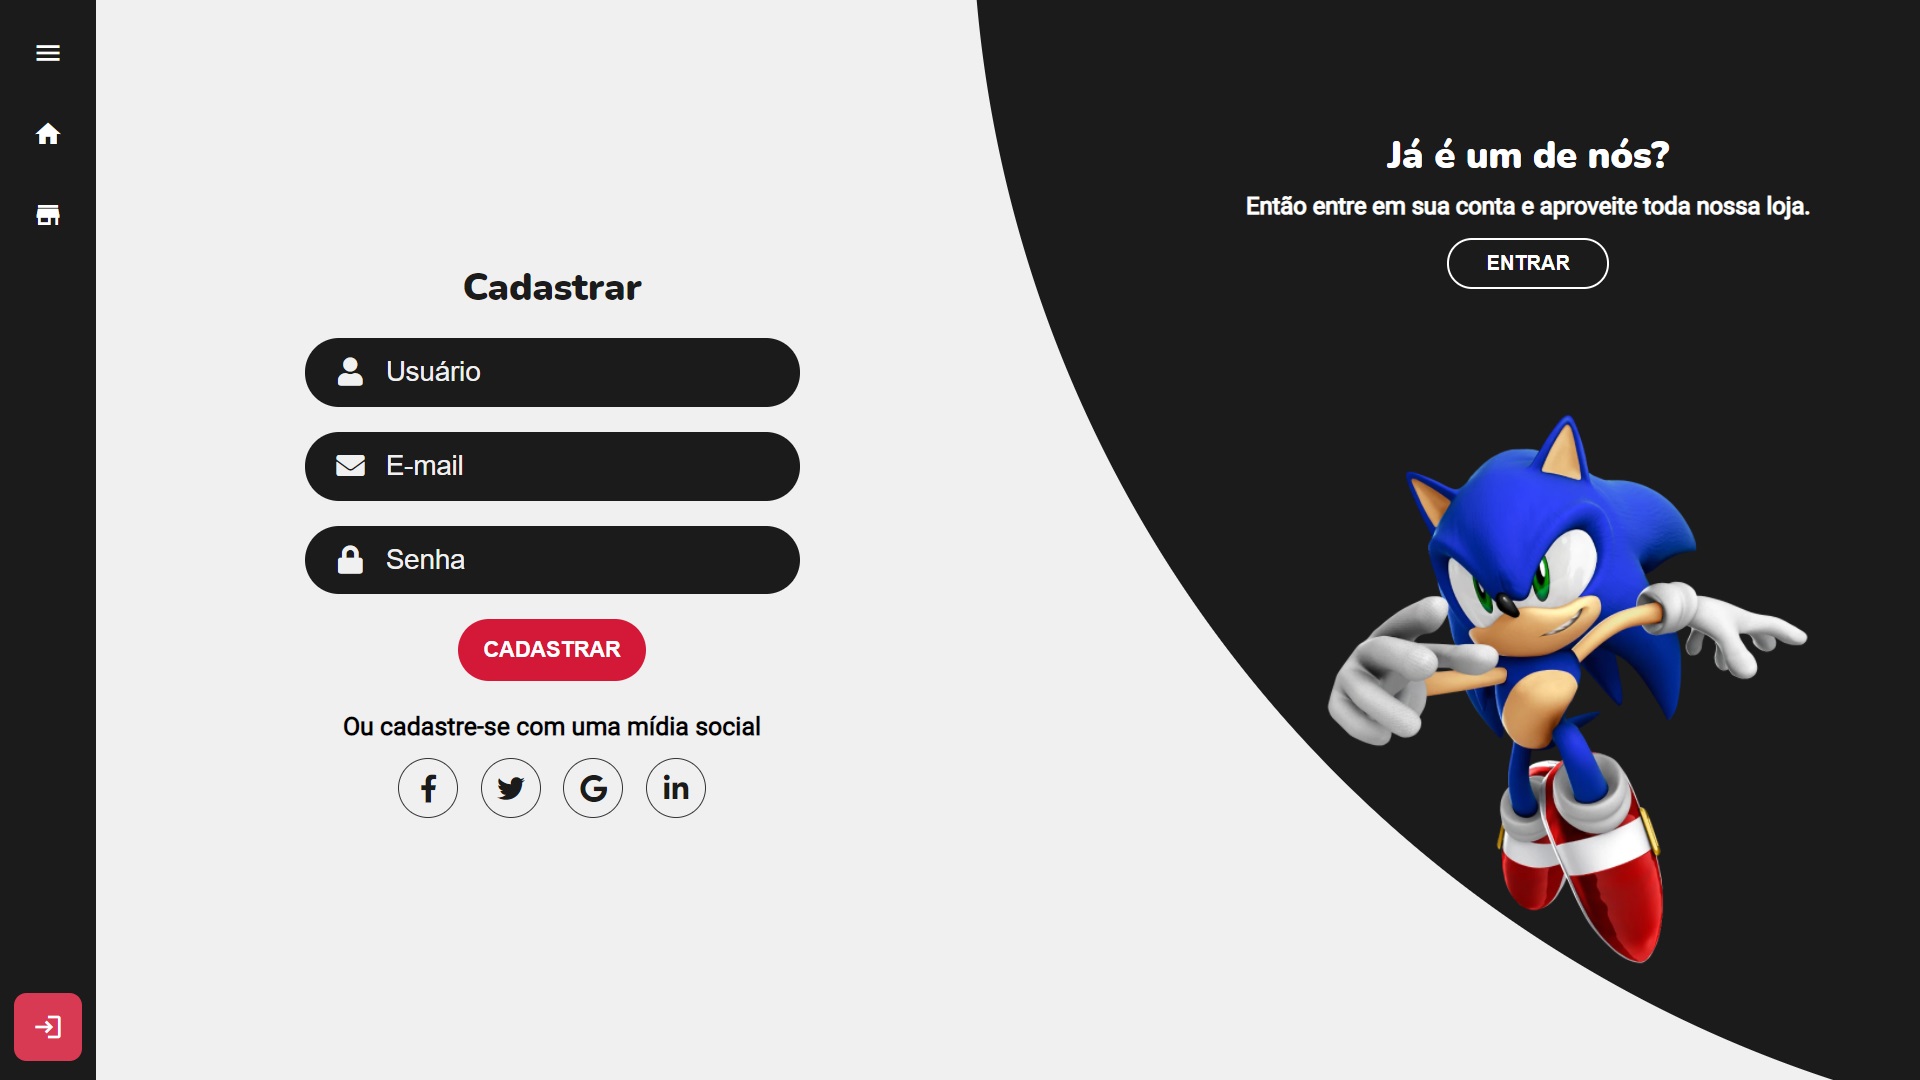 Cadastrar
Usuário
E-mail
Senha
CADASTRAR
Ou cadastre-se com uma mídia social
Já é um de nós?
Então entre em sua conta e aproveite toda nossa loja.
ENTRAR